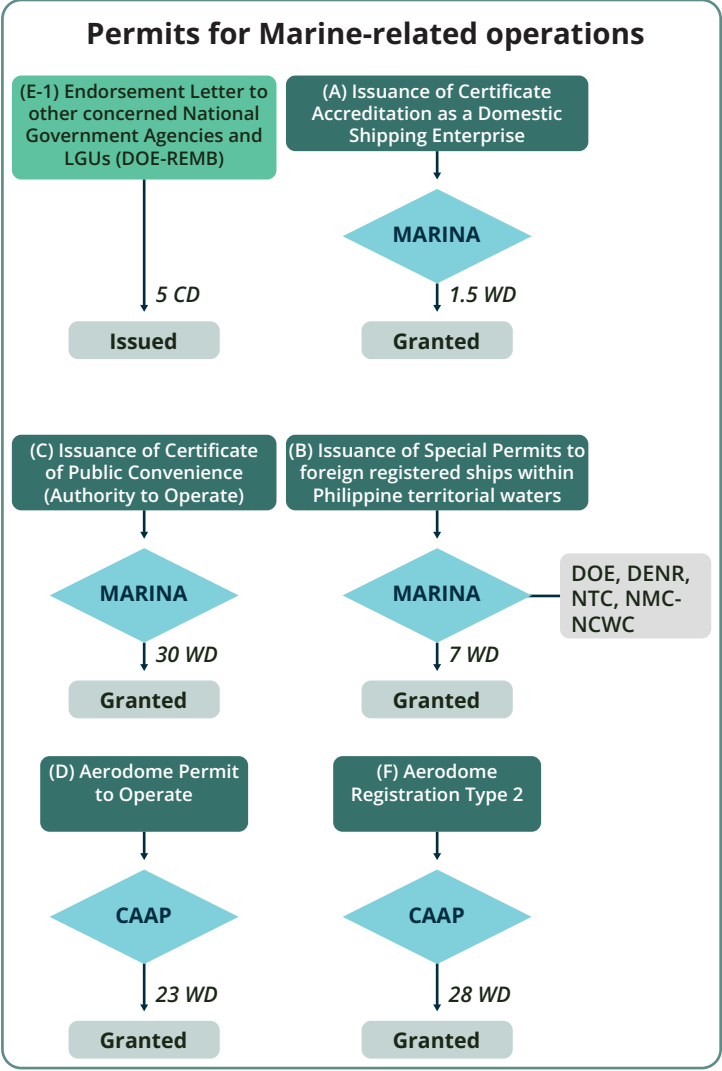 Permits for Marine-related operations
(E-1) Endorsement Letter to
other concerned National
Government Agencies and
LGUs (DOE-REMB)
5 CD
Issued
(A) Issuance of Certificate
Accreditation as a Domestic
Shipping Enterprise
MARINA
1.5 WD
Granted
(C) Issuance of Certificate
of Public Convenience
(Authority to Operate)
MARINA
30 WD
Granted
(B) Issuance of Special Permits to
foreign registered ships within
Philippine territorial waters
MARINA
DOE, DENR,
NTC, NMC-
NCWC
7 WD
Granted
(D) Aerodome Permit
to Operate
CAAP
23 WD
Granted
(F) Aerodome
Registration Type 2
CAAP
28 WD
Granted